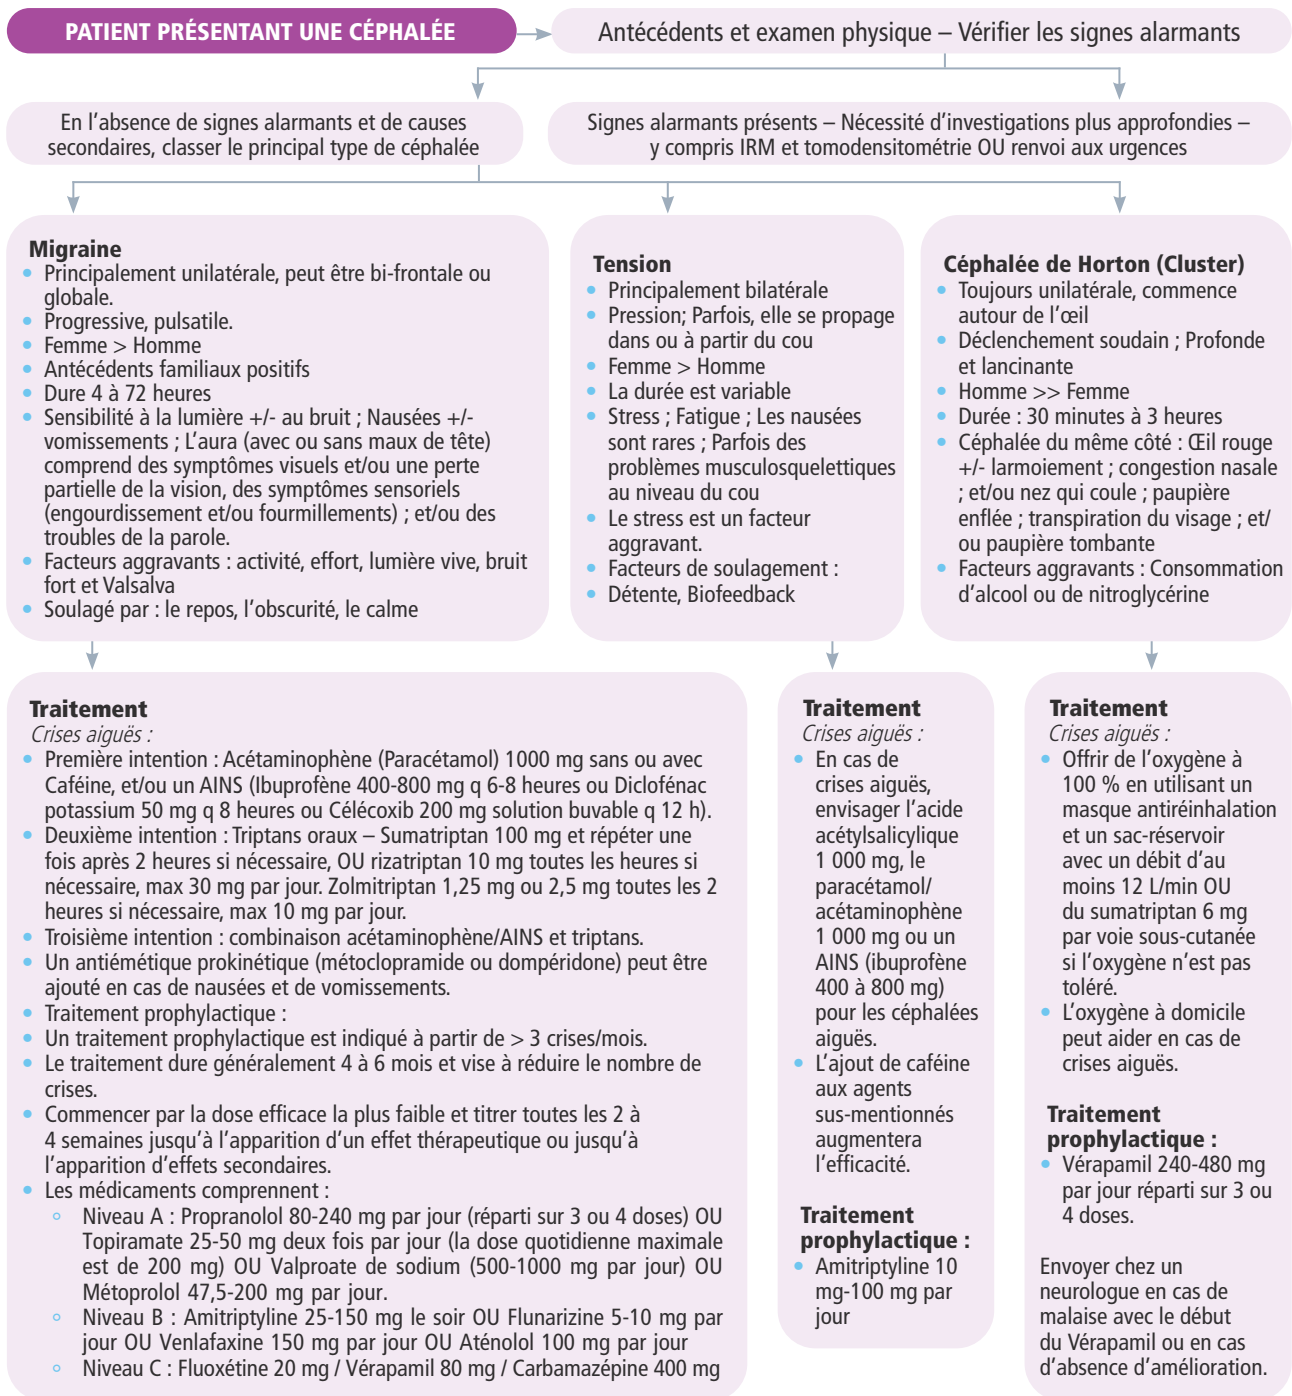 PATIENT PRÉSENTANT UNE CÉPHALÉE
Antécédents et examen physique – Vérifier les signes alarmants
En l’absence de signes alarmants et de causes
secondaires, classer le principal type de céphalée
Signes alarmants présents – Nécessité d’investigations plus approfondies –
y compris IRM et tomodensitométrie OU renvoi aux urgences
Migraine
• Principalement unilatérale, peut être bi-frontale ou
globale.
• Progressive, pulsatile.
• Femme > Homme
• Antécédents familiaux positifs
• Dure 4 à 72 heures
• Sensibilité à la lumière +/- au bruit ; Nausées +/-
vomissements ; L’aura (avec ou sans maux de tête)
comprend des symptômes visuels et/ou une perte
partielle de la vision, des symptômes sensoriels
(engourdissement et/ou fourmillements) ; et/ou des
troubles de la parole.
• Facteurs aggravants : activité, effort, lumière vive, bruit
fort et Valsalva
• Soulagé par : le repos, l’obscurité, le calme
Tension
• Principalement bilatérale
• Pression; Parfois, elle se propage
dans ou à partir du cou
• Femme > Homme
• La durée est variable
• Stress ; Fatigue ; Les nausées
sont rares ; Parfois des
problèmes musculosquelettiques
au niveau du cou
• Le stress est un facteur
aggravant.
• Facteurs de soulagement :
• Détente, Biofeedback
Céphalée de Horton (Cluster)
• Toujours unilatérale, commence
autour de l’œil
• Déclenchement soudain ; Profonde
et lancinante
• Homme >> Femme
• Durée : 30 minutes à 3 heures
• Céphalée du même côté : Œil rouge
+/- larmoiement ; congestion nasale
; et/ou nez qui coule ; paupière
enflée ; transpiration du visage ; et/
ou paupière tombante
• Facteurs aggravants : Consommation
d’alcool ou de nitroglycérine
Traitement
Crises aiguës :
• Première intention : Acétaminophène (Paracétamol) 1000 mg sans ou avec
Caféine, et/ou un AINS (Ibuprofène 400-800 mg q 6-8 heures ou Diclofénac
potassium 50 mg q 8 heures ou Célécoxib 200 mg solution buvable q 12 h).
• Deuxième intention : Triptans oraux – Sumatriptan 100 mg et répéter une
fois après 2 heures si nécessaire, OU rizatriptan 10 mg toutes les heures si
nécessaire, max 30 mg par jour. Zolmitriptan 1,25 mg ou 2,5 mg toutes les 2
heures si nécessaire, max 10 mg par jour.
• Troisième intention : combinaison acétaminophène/AINS et triptans.
• Un antiémétique prokinétique (métoclopramide ou dompéridone) peut être
ajouté en cas de nausées et de vomissements.
• Traitement prophylactique :
• Un traitement prophylactique est indiqué à partir de > 3 crises/mois.
• Le traitement dure généralement 4 à 6 mois et vise à réduire le nombre de
crises.
• Commencer par la dose efficace la plus faible et titrer toutes les 2 à
4 semaines jusqu’à l’apparition d’un effet thérapeutique ou jusqu’à
l’apparition d’effets secondaires.
• Les médicaments comprennent :
◦ Niveau A : Propranolol 80-240 mg par jour (réparti sur 3 ou 4 doses) OU
Topiramate 25-50 mg deux fois par jour (la dose quotidienne maximale
est de 200 mg) OU Valproate de sodium (500-1000 mg par jour) OU
Métoprolol 47,5-200 mg par jour.
◦ Niveau B : Amitriptyline 25-150 mg le soir OU Flunarizine 5-10 mg par
jour OU Venlafaxine 150 mg par jour OU Aténolol 100 mg par jour
◦ Niveau C : Fluoxétine 20 mg / Vérapamil 80 mg / Carbamazépine 400 mg
Traitement
Crises aiguës :
• En cas de
crises aiguës,
envisager l’acide
acétylsalicylique
1 000 mg, le
paracétamol/
acétaminophène
1 000 mg ou un
AINS (ibuprofène
400 à 800 mg)
pour les céphalées
aiguës.
• L’ajout de caféine
aux agents
sus-mentionnés
augmentera
l’efficacité.
Traitement
prophylactique :
• Amitriptyline 10
mg-100 mg par
jour
Traitement
Crises aiguës :
• Offrir de l’oxygène à
100 % en utilisant un
masque antiréinhalation
et un sac-réservoir
avec un débit d’au
moins 12 L/min OU
du sumatriptan 6 mg
par voie sous-cutanée
si l’oxygène n’est pas
toléré.
• L’oxygène à domicile
peut aider en cas de
crises aiguës.
Traitement
prophylactique :
• Vérapamil 240-480 mg
par jour réparti sur 3 ou
4 doses.
Envoyer chez un
neurologue en cas de
malaise avec le début
du Vérapamil ou en cas
d’absence d’amélioration.